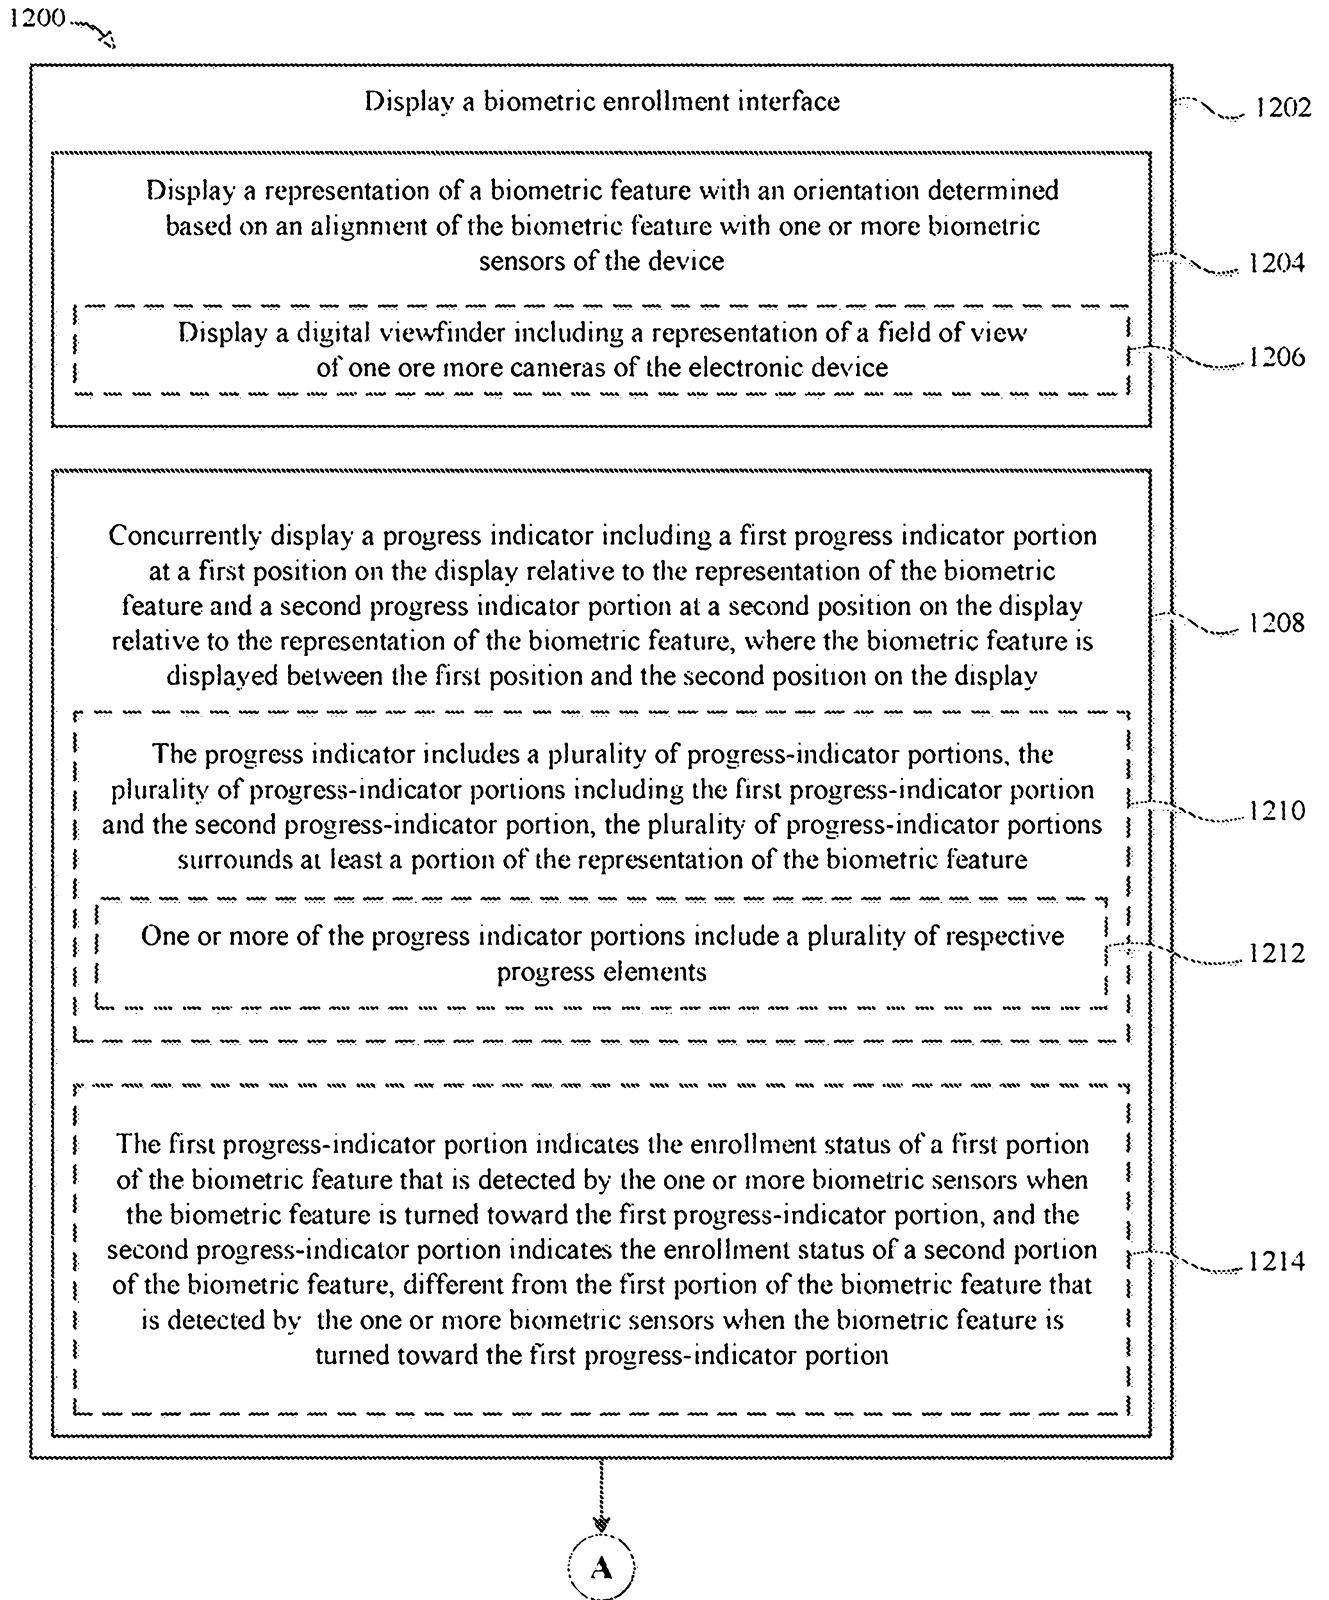 1200
Display a biometric enrollment interface
1202
Display a representation of a biometric feature with an orientation determined
based on an alignment of the biometric feature with one or more biometric
sensors of the device
1204
Display a digital viewfinder including a representation of a field of view
of one ore more cameras of the electronic device
1206
Concurrently display a progress indicator including a first progress indicator portion
at a first position on the display relative to the representation of the biometric
feature and a second progress indicator portion at a second position on the display
relative to the representation of the biometric feature, where the biometric feature is
displayed between the first position and the second position on the display
1208
The progress indicator includes a plurality of progress-indicator portions, the
plurality of progress-indicator portions including the first progress-indicator portion
and the second progress-indicator portion, the plurality of progress-indicator portions
surrounds at least a portion of the representation of the biometric feature
1210
One or more of the progress indicator portions include a plurality of respective
progress elements
1212
The first progress-indicator portion indicates the enrollment status of a first portion
of the biometric feature that is detected by the one or more biometric sensors when
the biometric feature is turned toward the first progress-indicator portion, and the
second progress-indicator portion indicates the enrollment status of a second portion
of the biometric feature, different from the first portion of the biometric feature that
is detected by the one or more biometric sensors when the biometric feature is
turned toward the first progress-indicator portion
1214
A